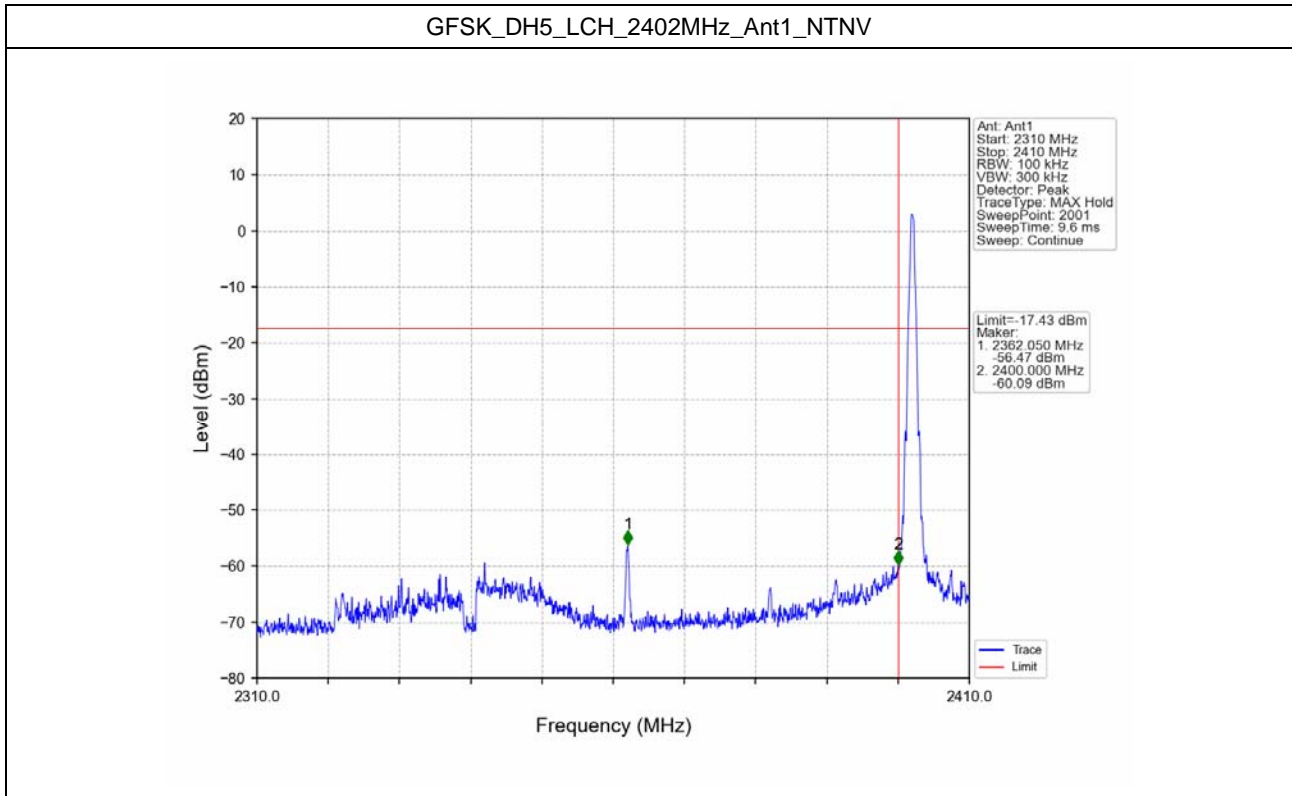 GFSK_DH5_LCH_2402MHz_Ant1_NTNV
20
10
0
−10
−20
−30
−40
−50
−60
−70
−80
Level (dBm)
2310.0
2410.0
Frequency (MHz)
1
2
Ant: Ant1
Start: 2310 MHz
Stop: 2410 MHz
RBW: 100 kHz
VBW: 300 kHz
Detector: Peak
TraceType: MAX Hold
SweepPoint: 2001
SweepTime: 9.6 ms
Sweep: Continue
Limit=-17.43 dBm
Maker:
1. 2362.050 MHz
-56.47 dBm
2. 2400.000 MHz
-60.09 dBm
Trace
Limit